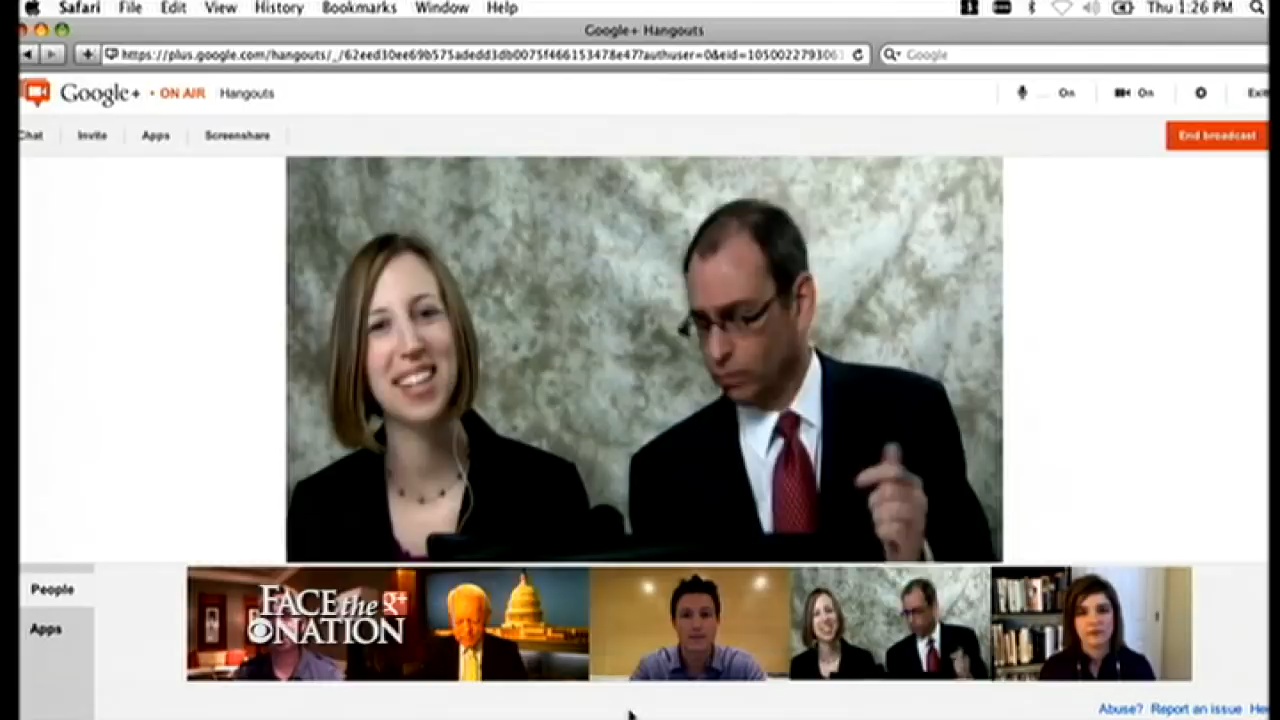 Safari File Edit View History Bookmarks Window Help Thu 1:26 PM
Google+ Hangouts
Google
Google+ • ON AIR Hangouts On On Exit
Chat Invite Apps Screenshare End broadcast
People
Apps
FACE the g+
NATION
Abuse? Report an issue He